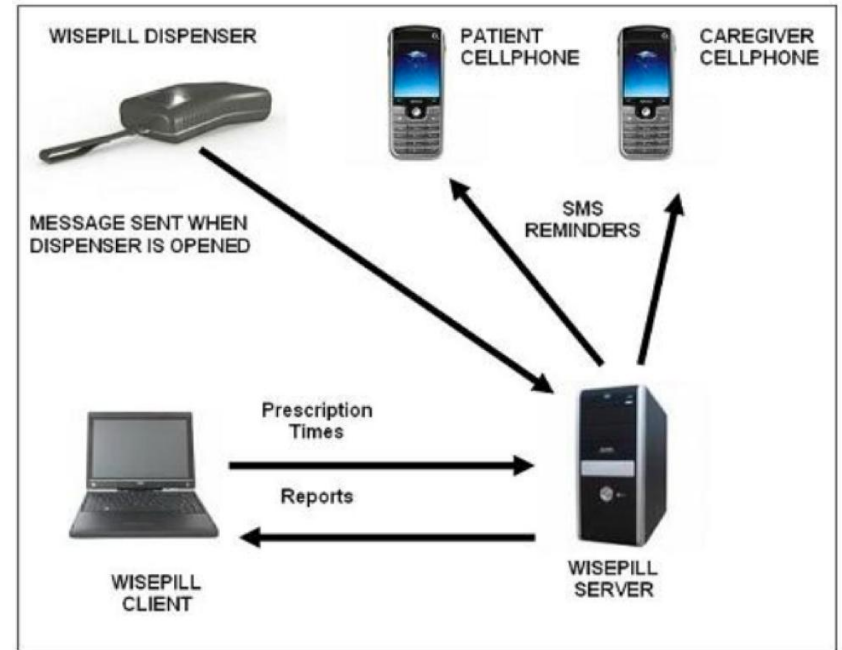 WISEPILL DISPENSER
PATIENT
CELLPHONE
CAREGIVER
CELLPHONE
MESSAGE SENT WHEN
DISPENSER IS OPENED
SMS
REMINDERS
Prescription
Times
Reports
WISEPILL
CLIENT
WISEPILL
SERVER